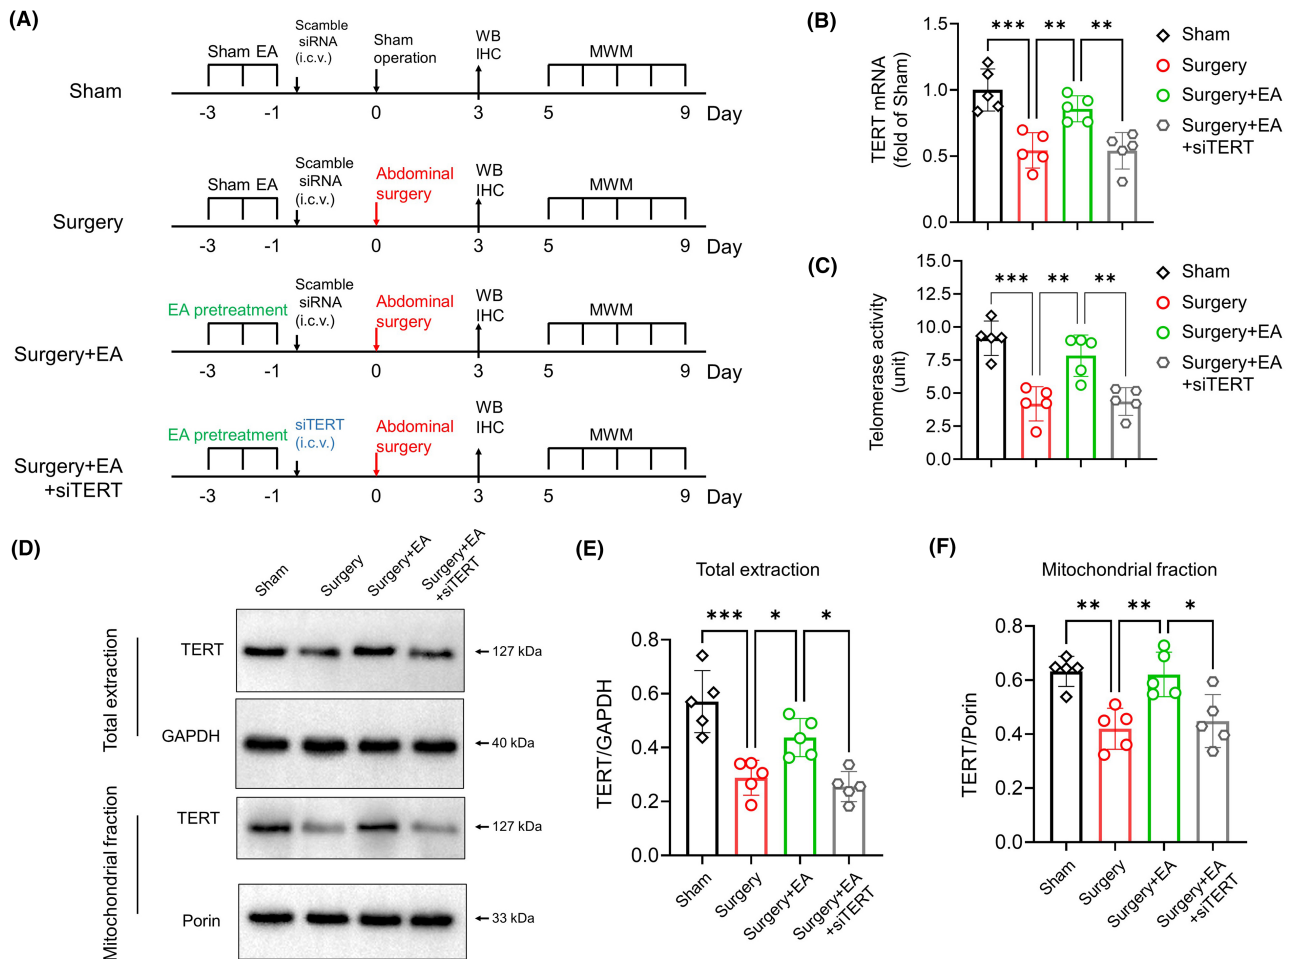 (A)
Scamble
siRNA
(i.c.v.)
Sham EA
Sham
operation
WB
IHC
MWM
Sham
-3 -1 0 3 5 9 Day
Scamble
siRNA
(i.c.v.)
Sham EA
Abdominal
surgery
WB
IHC
MWM
Surgery
-3 -1 0 3 5 9 Day
Scamble
siRNA
(i.c.v.)
EA pretreatment
Abdominal
surgery
WB
IHC
MWM
Surgery+EA
-3 -1 0 3 5 9 Day
siTERT
(i.c.v.)
EA pretreatment
Abdominal
surgery
WB
IHC
MWM
Surgery+EA
+siTERT
-3 -1 0 3 5 9 Day
(B)
TERT mRNA
(fold of Sham)
1.5
1.0
0.5
0.0
*** ** **
Sham
Surgery
Surgery+EA
Surgery+EA
+siTERT
(C)
Telomerase activity
(unit)
15.0
12.5
10.0
7.5
5.0
2.5
0.0
*** ** **
Sham
Surgery
Surgery+EA
Surgery+EA
+siTERT
(D)
Sham
Surgery
Surgery+EA
Surgery+EA
+siTERT
Total extraction
TERT
127 kDa
GAPDH
40 kDa
Mitochondrial fraction
TERT
127 kDa
Porin
33 kDa
(E)
Total extraction
*** * *
TERT/GAPDH
0.8
0.6
0.4
0.2
0.0
Sham
Surgery
Surgery+EA
Surgery+EA
+siTERT
(F)
Mitochondrial fraction
** ** *
TERT/Porin
0.8
0.6
0.4
0.2
0.0
Sham
Surgery
Surgery+EA
Surgery+EA
+siTERT